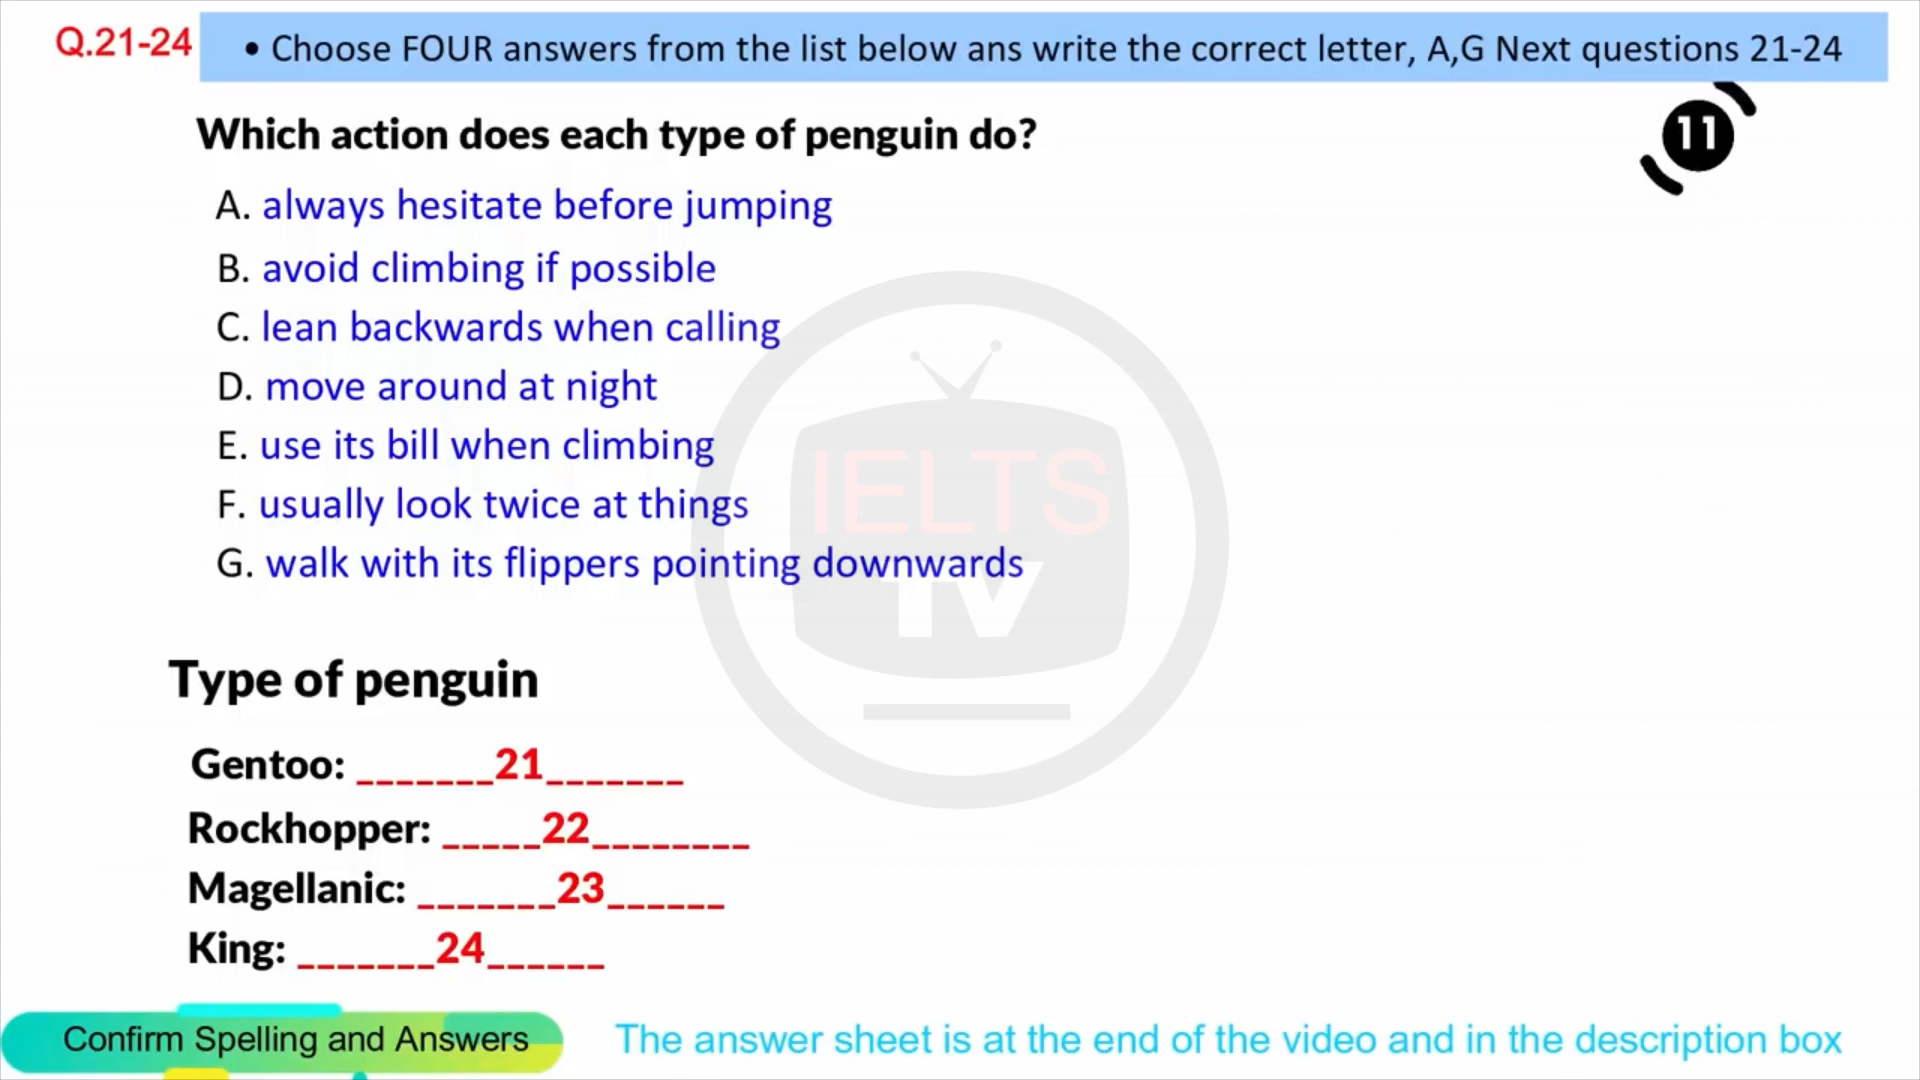 Q.21-24
• Choose FOUR answers from the list below ans write the correct letter, A,G Next questions 21-24
11
Which action does each type of penguin do?
A. always hesitate before jumping
B. avoid climbing if possible
C. lean backwards when calling
D. move around at night
E. use its bill when climbing
F. usually look twice at things
G. walk with its flippers pointing downwards
IELTS
TV
Type of penguin
Gentoo: _______21_______
Rockhopper: _____22________
Magellanic: _______23______
King: _______24______
Confirm Spelling and Answers
The answer sheet is at the end of the video and in the description box